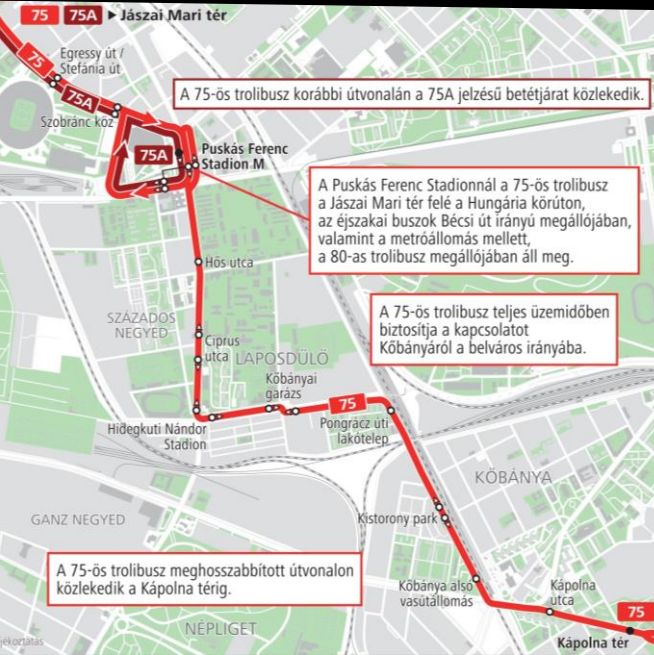 75 75A ▶ Jászai Mari tér
Egressy út /
Stefánia út
75
75A
Szobránc köz
A 75-ös trolibusz korábbi útvonalán a 75A jelzésű betétjárat közlekedik.
75A
Puskás Ferenc
Stadion M
A Puskás Ferenc Stadionnál a 75-ös trolibusz
a Jászai Mari tér felé a Hungária körúton,
az éjszakai buszok Bécsi út irányú megállójában,
valamint a metróállomás mellett,
a 80-as trolibusz megállójában áll meg.
Hős utca
SZÁZADOS
NEGYED
Ciprus
utca
LAPOSDŰLŐ
A 75-ös trolibusz teljes üzemidőben
biztosítja a kapcsolatot
Kőbányáról a belváros irányába.
Kőbányai
garázs
75
Hidegkuti Nándor
Stadion
Pongrácz úti
lakótelep
KŐBÁNYA
GANZ NEGYED
Kistorony park
A 75-ös trolibusz meghosszabbított útvonalon
közlekedik a Kápolna térig.
Kőbánya alsó
vasútállomás
Kápolna
utca
75
NÉPLIGET
Kápolna tér